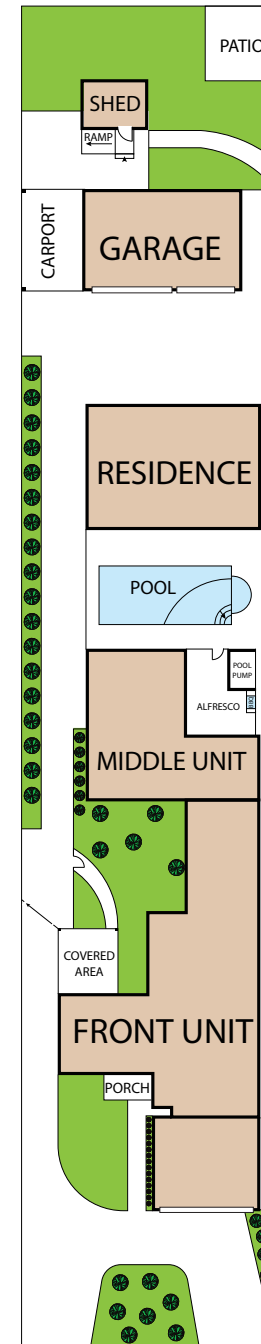 PATIO
SHED
RAMP
CARPORT
GARAGE
RESIDENCE
POOL
POOL
PUMP
ALFRESCO
MIDDLE UNIT
COVERED
AREA
FRONT UNIT
PORCH